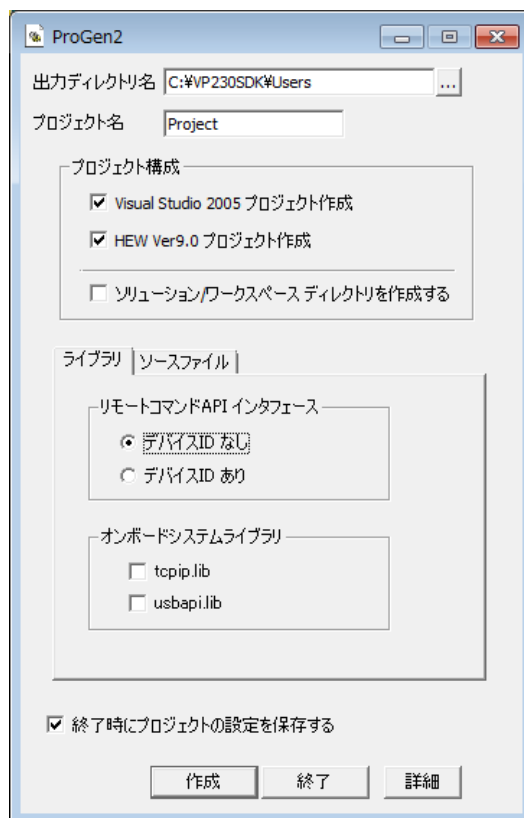 ProGen2
出力ディレクトリ名 C:¥VP230SDK¥Users ...
プロジェクト名 Project
プロジェクト構成
Visual Studio 2005 プロジェクト作成
HEW Ver9.0 プロジェクト作成
ソリューション/ワークスペース ディレクトリを作成する
ライブラリ ソースファイル
リモートコマンドAPI インタフェース
デバイスID なし
デバイスID あり
オンボードシステムライブラリ
tcpip.lib
usbapi.lib
終了時にプロジェクトの設定を保存する
作成 終了 詳細